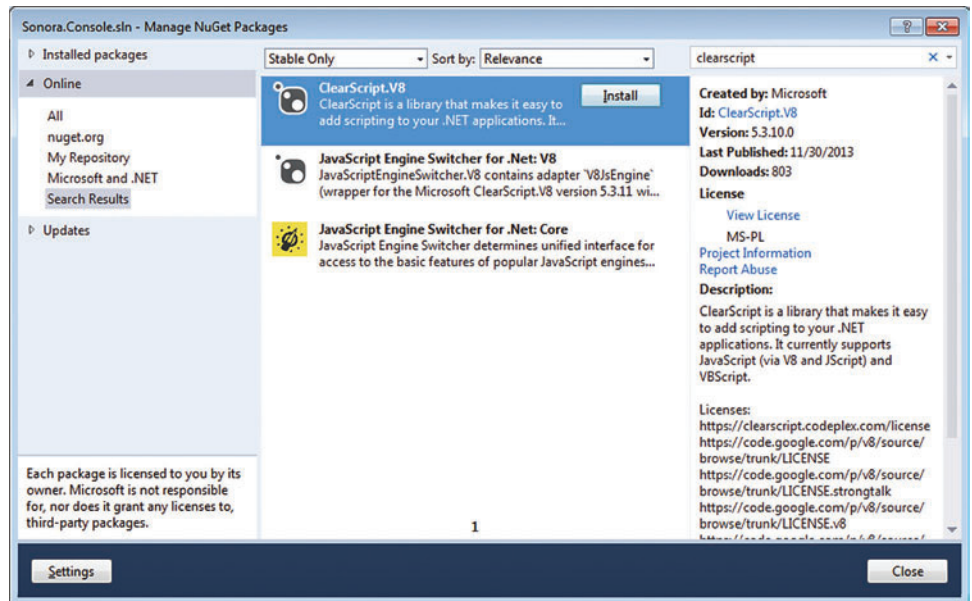 Sonora.Console.sln - Manage NuGet Packages
Installed packages
Online
All
nuget.org
My Repository
Microsoft and .NET
Search Results
Updates
Each package is licensed to you by its
owner. Microsoft is not responsible
for, nor does it grant any licenses to,
third-party packages.
Stable Only
Sort by: Relevance
ClearScript.V8
ClearScript is a library that makes it easy to
add scripting to your .NET applications. It...
Install
JavaScript Engine Switcher for .Net: V8
JavaScriptEngineSwitcher.V8 contains adapter `V8JsEngine`
(wrapper for the Microsoft ClearScript.V8 version 5.3.11 wi...
JavaScript Engine Switcher for .Net: Core
JavaScript Engine Switcher determines unified interface for
access to the basic features of popular JavaScript engines...
1
clearscript
Created by: Microsoft
Id: ClearScript.V8
Version: 5.3.10.0
Last Published: 11/30/2013
Downloads: 803
License
View License
MS-PL
Project Information
Report Abuse
Description:
ClearScript is a library that makes it easy
to add scripting to your .NET
applications. It currently supports
JavaScript (via V8 and JScript) and
VBScript.
Licenses:
https://clearscript.codeplex.com/license
https://code.google.com/p/v8/source/
browse/trunk/LICENSE
https://code.google.com/p/v8/source/
browse/trunk/LICENSE.strongtalk
https://code.google.com/p/v8/source/
browse/trunk/LICENSE.v8
Settings
Close